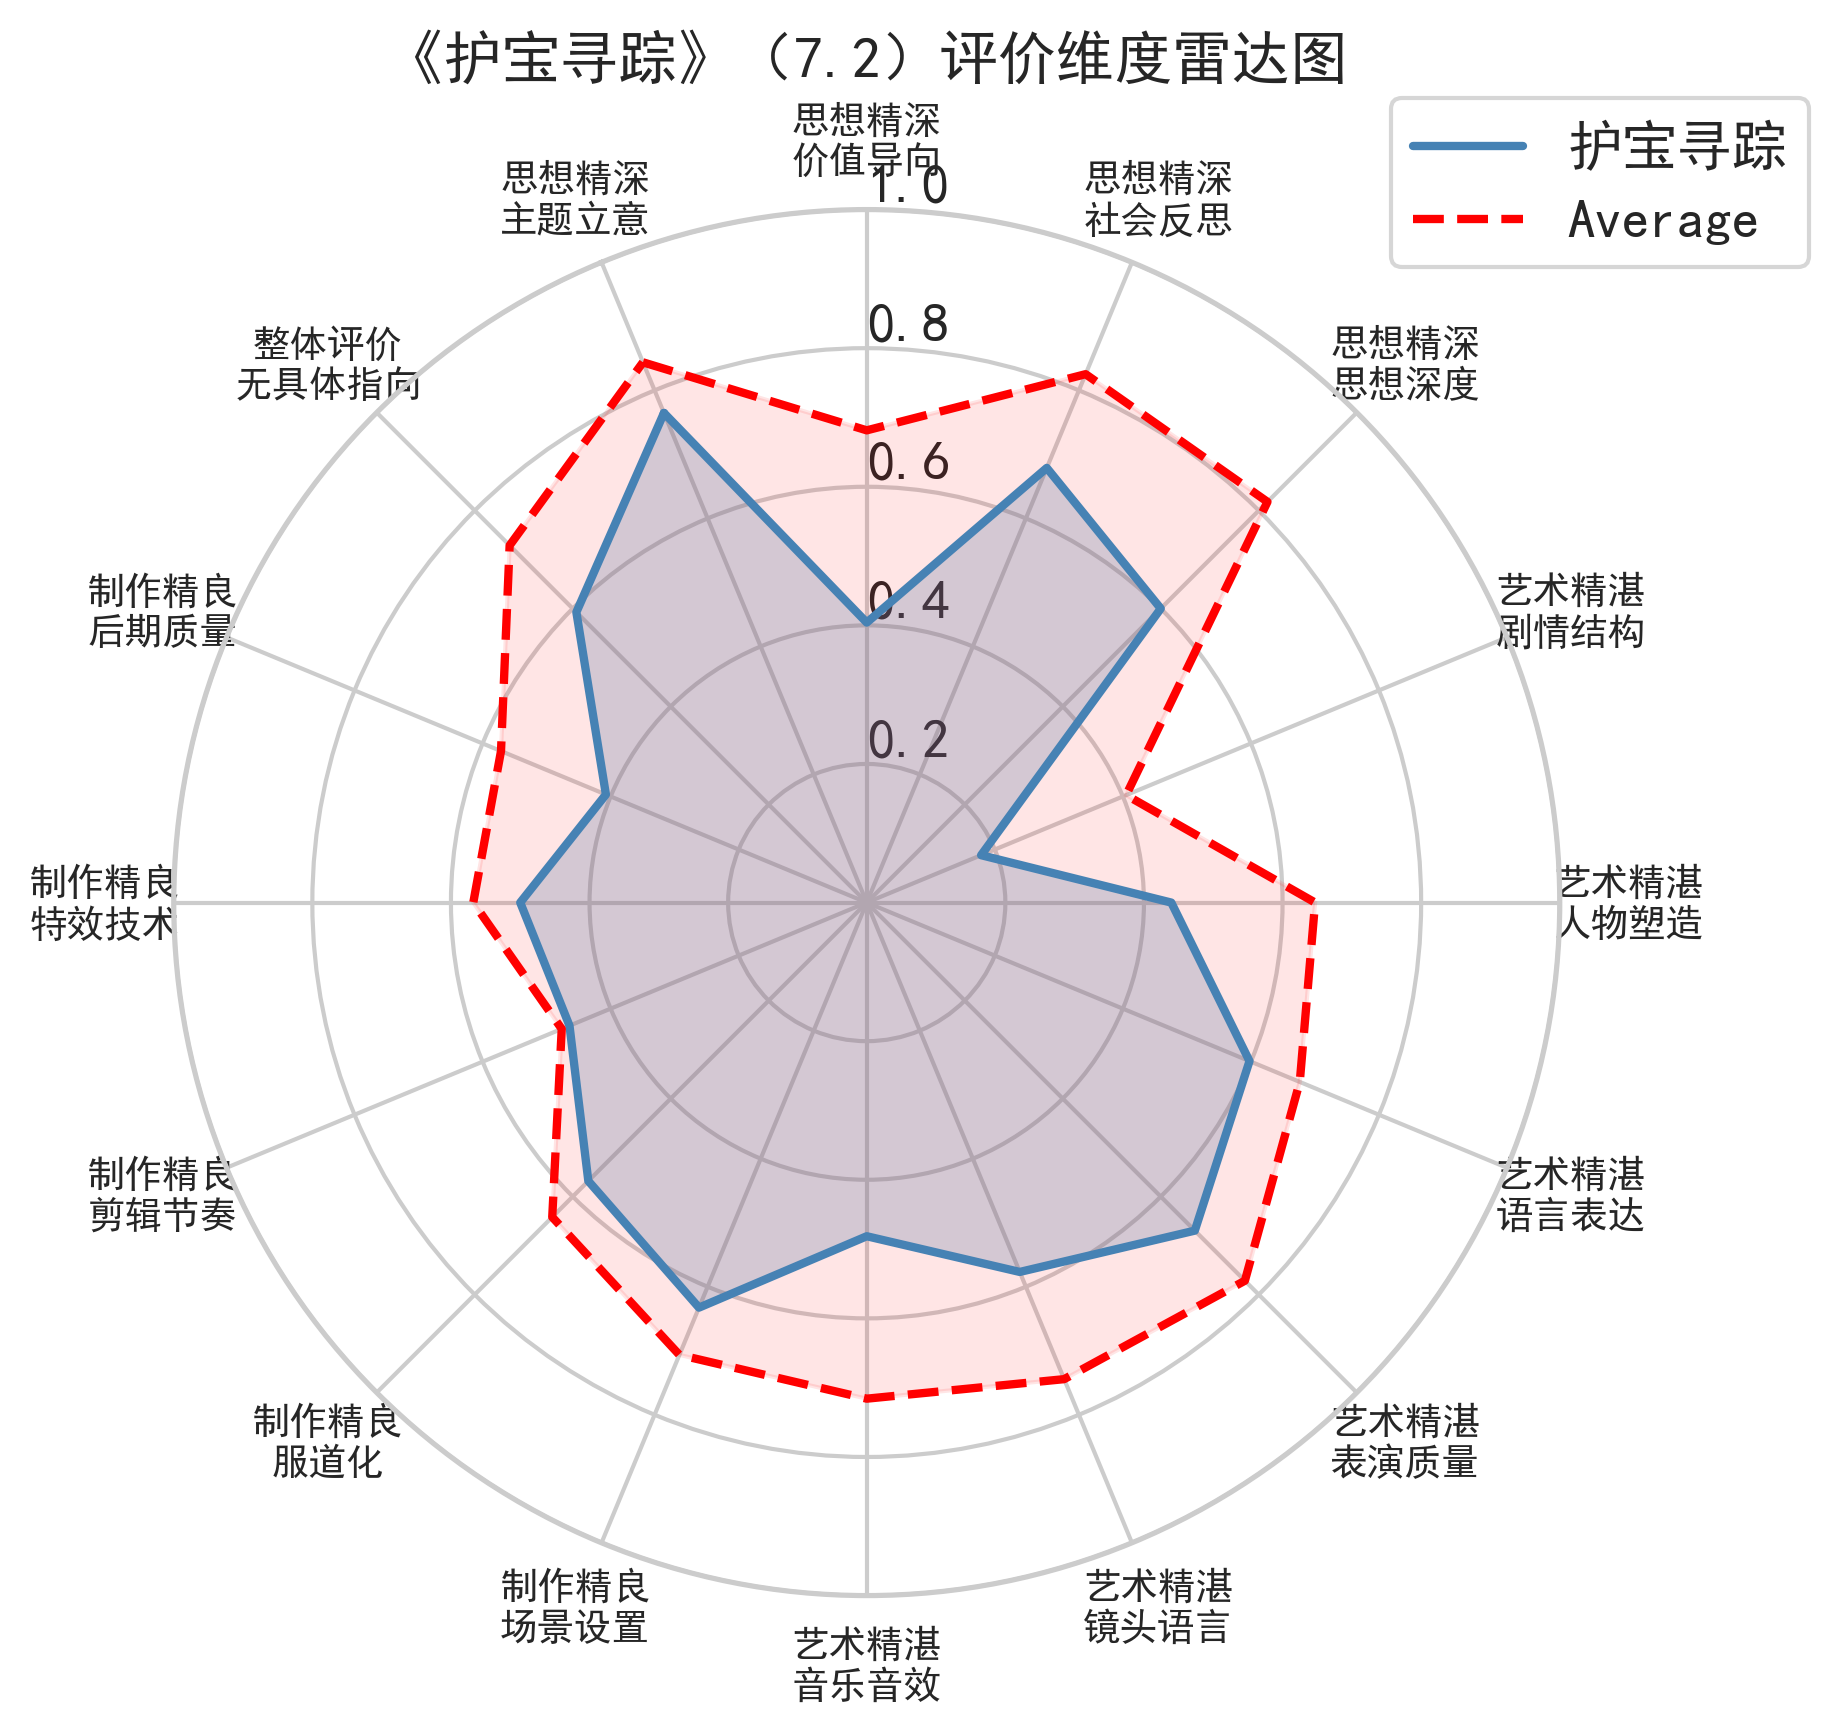 《护宝寻踪》（7.2）评价维度雷达图
护宝寻踪
Average
思想精深
价值导向
思想精深
社会反思
思想精深
思想深度
艺术精湛
剧情结构
艺术精湛
人物塑造
艺术精湛
语言表达
艺术精湛
表演质量
艺术精湛
镜头语言
艺术精湛
音乐音效
制作精良
场景设置
制作精良
服道化
制作精良
剪辑节奏
制作精良
特效技术
制作精良
后期质量
整体评价
无具体指向
思想精深
主题立意
1.0
0.8
0.6
0.4
0.2